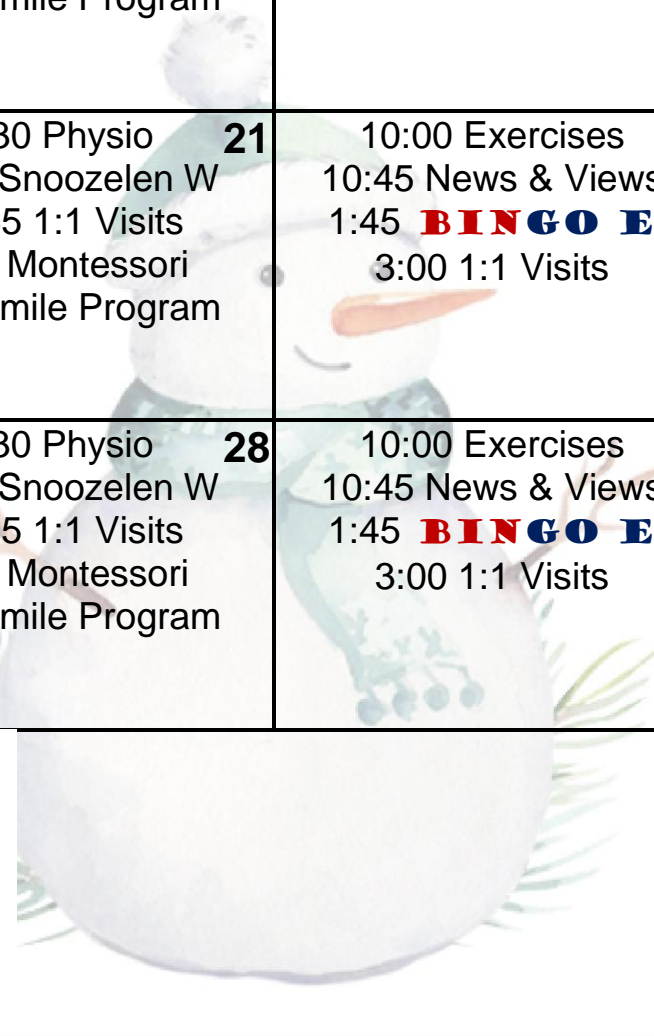 mile Program
30 Physio 21
Snoozelen W
5 1:1 Visits
Montessori
mile Program
10:00 Exercises
10:45 News & Views
1:45 BINGO E
3:00 1:1 Visits
30 Physio 28
Snoozelen W
5 1:1 Visits
Montessori
mile Program
10:00 Exercises
10:45 News & Views
1:45 BINGO E
3:00 1:1 Visits